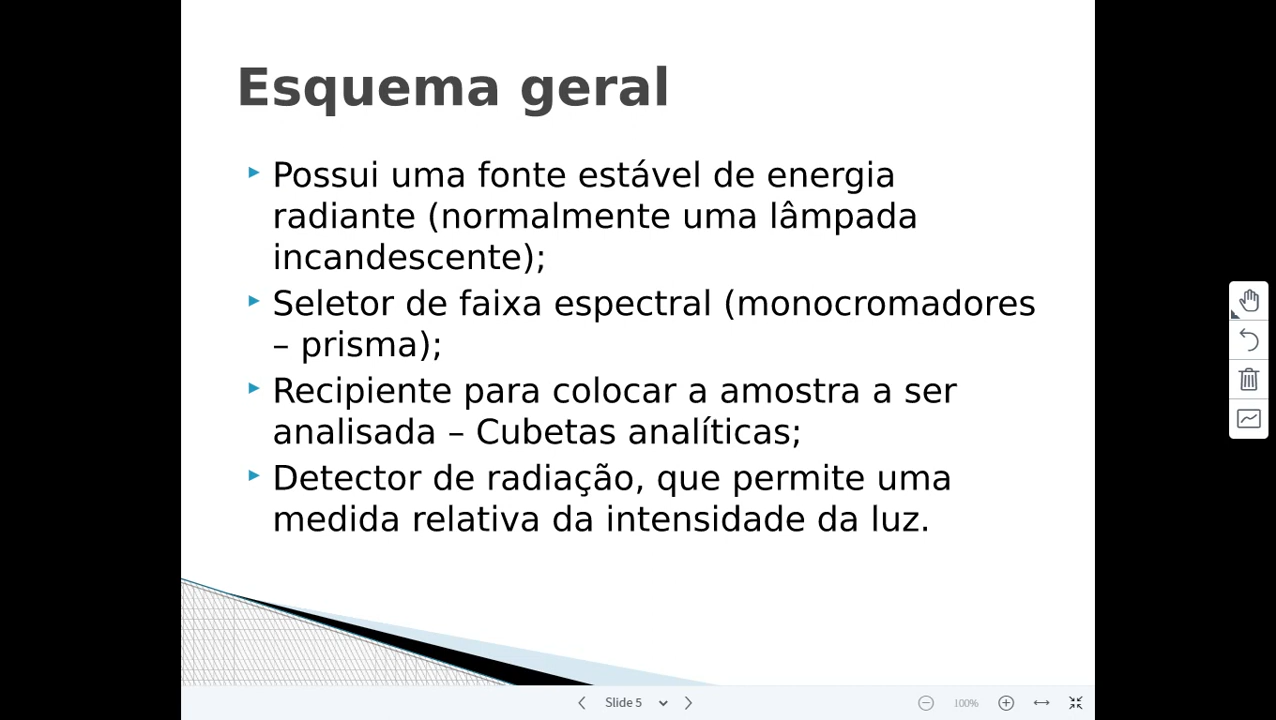 Esquema geral
Possui uma fonte estável de energia
radiante (normalmente uma lâmpada
incandescente);
Seletor de faixa espectral (monocromadores
– prisma);
Recipiente para colocar a amostra a ser
analisada – Cubetas analíticas;
Detector de radiação, que permite uma
medida relativa da intensidade da luz.
Slide 5
100%